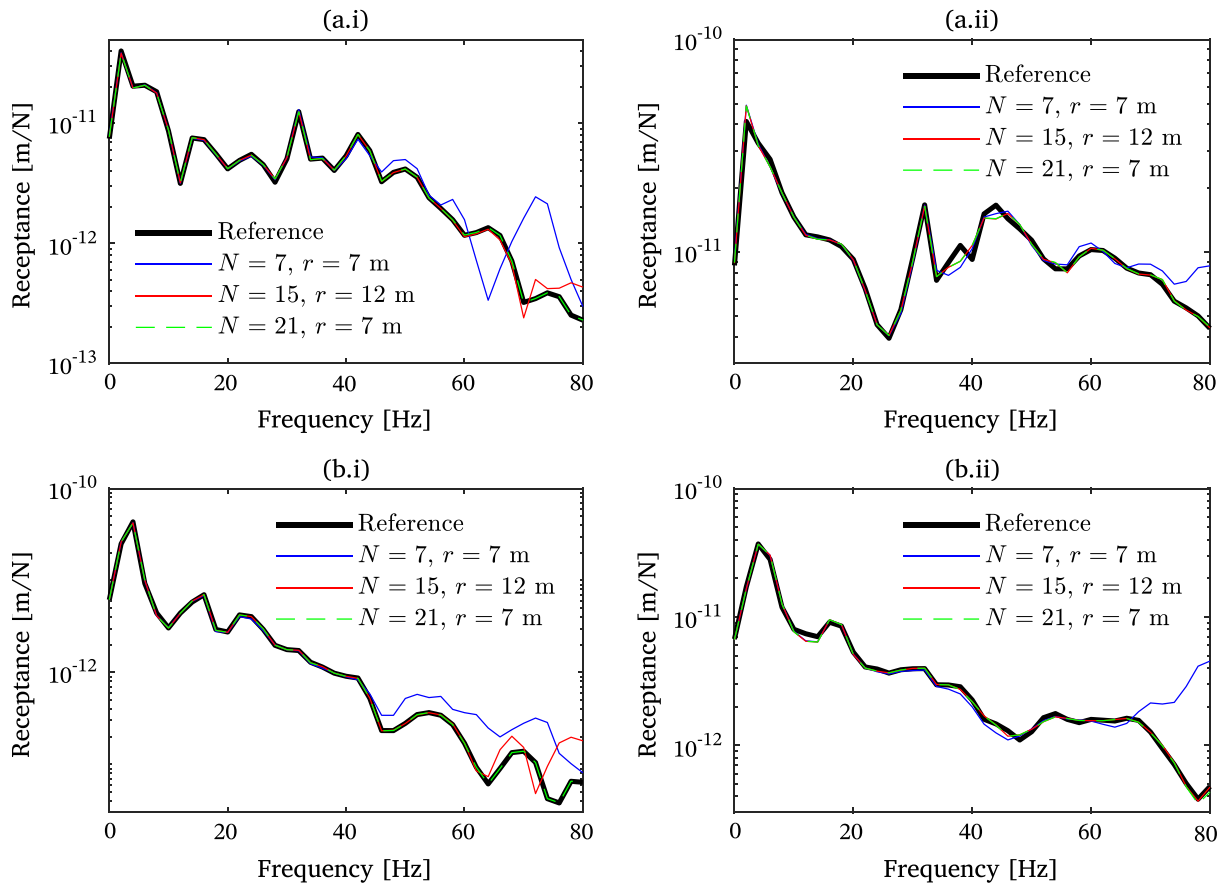 (a.i)
Receptance [m/N]
10^-11
10^-12
10^-13
Reference
N = 7, r = 7 m
N = 15, r = 12 m
N = 21, r = 7 m
0 20 40 60 80
Frequency [Hz]
(a.ii)
Receptance [m/N]
10^-10
10^-11
Reference
N = 7, r = 7 m
N = 15, r = 12 m
N = 21, r = 7 m
0 20 40 60 80
Frequency [Hz]
(b.i)
Receptance [m/N]
10^-10
10^-12
Reference
N = 7, r = 7 m
N = 15, r = 12 m
N = 21, r = 7 m
0 20 40 60 80
Frequency [Hz]
(b.ii)
Receptance [m/N]
10^-10
10^-11
10^-12
Reference
N = 7, r = 7 m
N = 15, r = 12 m
N = 21, r = 7 m
0 20 40 60 80
Frequency [Hz]